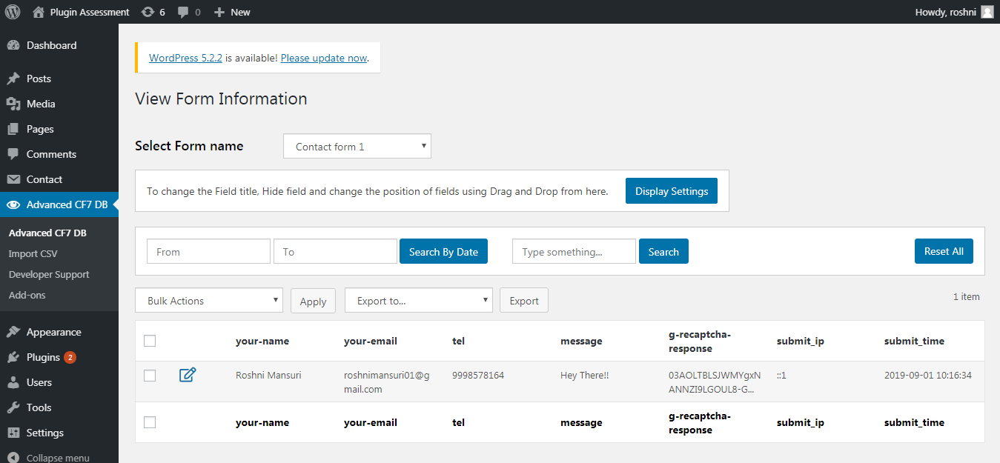 Plugin Assessment 6 0 New Howdy, roshni
Dashboard
Posts
Media
Pages
Comments
Contact
Advanced CF7 DB
Advanced CF7 DB
Import CSV
Developer Support
Add-ons
Appearance
Plugins 2
Users
Tools
Settings
Collapse menu
WordPress 5.2.2 is available! Please update now.
View Form Information
Select Form name Contact form 1
To change the Field title, Hide field and change the position of fields using Drag and Drop from here. Display Settings
From To Search By Date Type something... Search Reset All
Bulk Actions Apply Export to... Export 1 item
your-name your-email tel message g-recaptcha-
response submit_ip submit_time
Roshni Mansuri roshnimansuri01@g
mail.com 9998578164 Hey There!! 03AOLTBLSJWMYgxN
ANNZI9LGOUL8-G... ::1 2019-09-01 10:16:34
your-name your-email tel message g-recaptcha-
response submit_ip submit_time